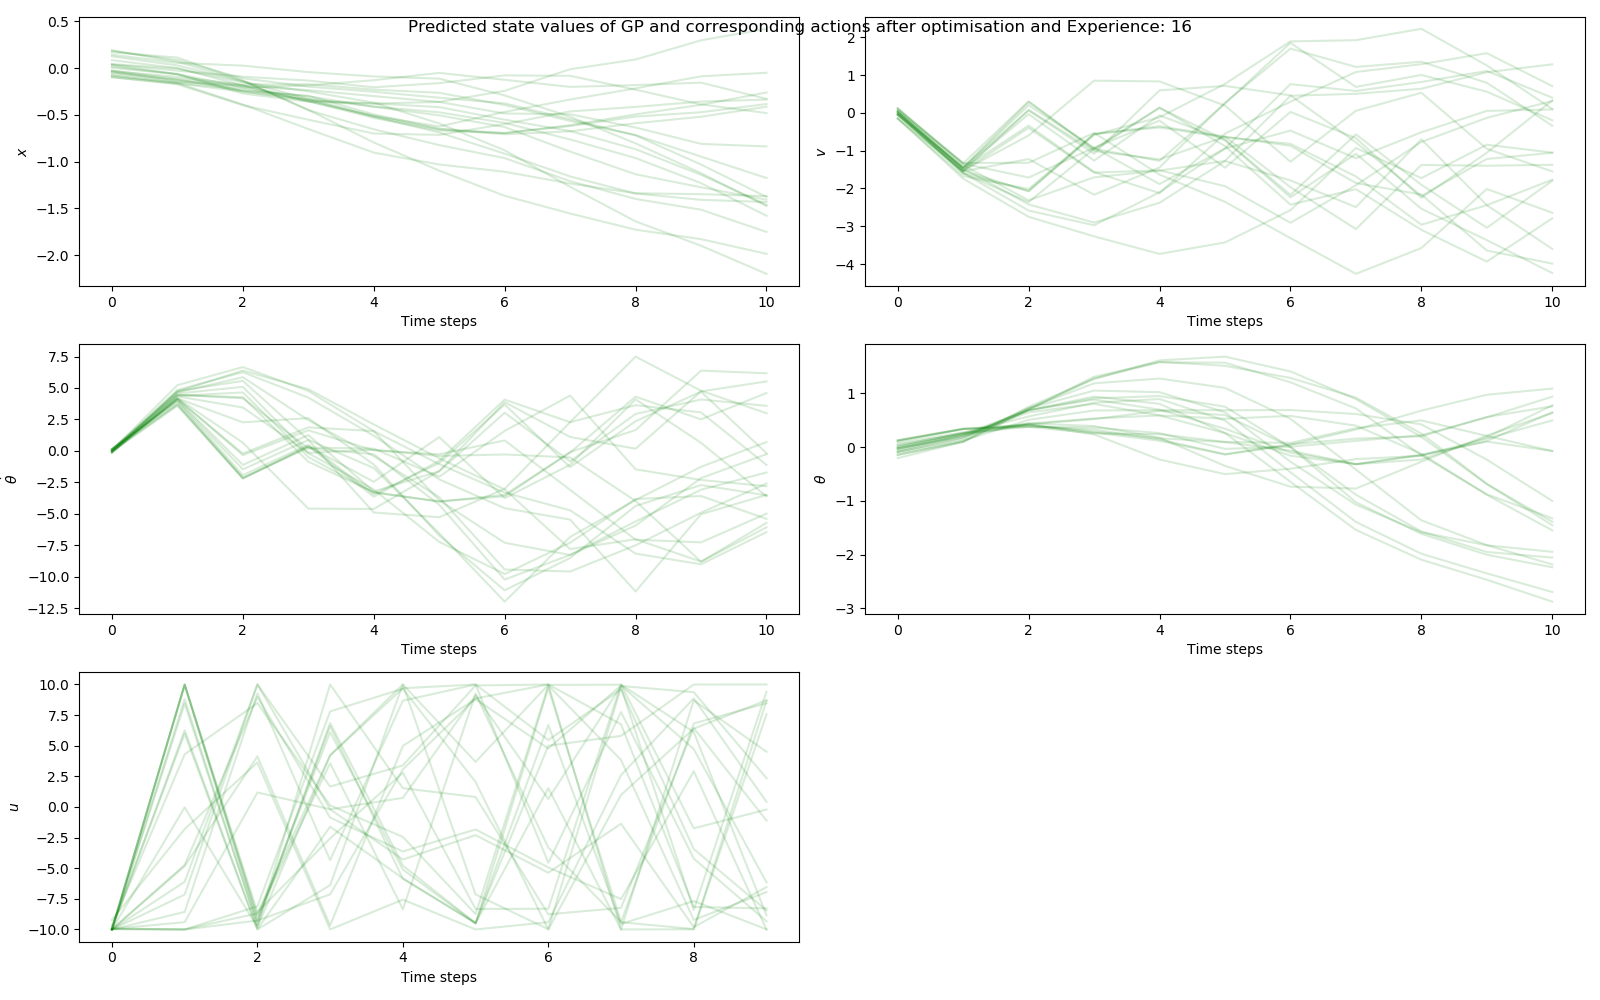 Predicted state values of GP and corresponding actions after optimisation and Experience: 16
0.5
0.0
−0.5
−1.0
−1.5
−2.0
x
0 2 4 6 8 10
Time steps
2
1
0
−1
−2
−3
−4
v
0 2 4 6 8 10
Time steps
7.5
5.0
2.5
0.0
−2.5
−5.0
−7.5
−10.0
−12.5
θ̇
0 2 4 6 8 10
Time steps
1
0
−1
−2
−3
θ
0 2 4 6 8 10
Time steps
10.0
7.5
5.0
2.5
0.0
−2.5
−5.0
−7.5
−10.0
u
0 2 4 6 8
Time steps